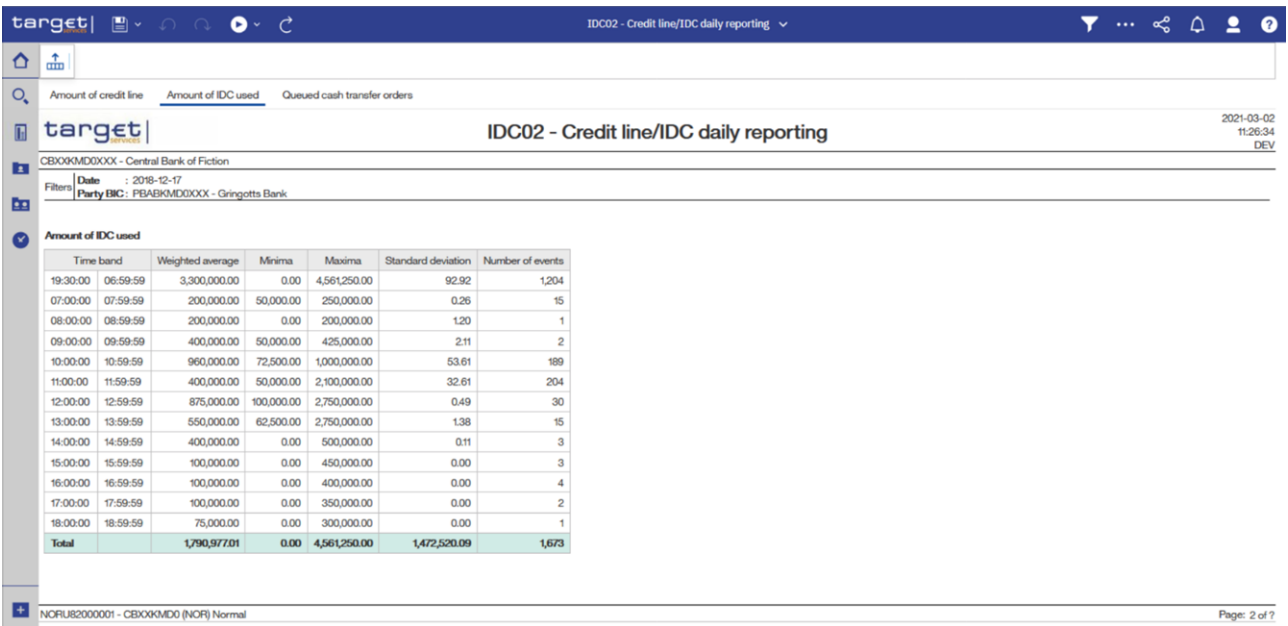 target|
services
IDC02 - Credit line/IDC daily reporting
Amount of credit line Amount of IDC used Queued cash transfer orders
target|
services
IDC02 - Credit line/IDC daily reporting
2021-03-02
11:26:34
DEV
CBXXKMD0XXX - Central Bank of Fiction
Filters Date : 2018-12-17
Party BIC : PBABKMD0XXX - Gringotts Bank
Amount of IDC used
Time band Weighted average Minima Maxima Standard deviation Number of events
19:30:00 06:59:59 3,300,000.00 0.00 4,561,250.00 92.92 1,204
07:00:00 07:59:59 200,000.00 50,000.00 250,000.00 0.26 15
08:00:00 08:59:59 200,000.00 0.00 200,000.00 1.20 1
09:00:00 09:59:59 400,000.00 50,000.00 425,000.00 2.11 2
10:00:00 10:59:59 960,000.00 72,500.00 1,000,000.00 53.61 189
11:00:00 11:59:59 400,000.00 50,000.00 2,100,000.00 32.61 204
12:00:00 12:59:59 875,000.00 100,000.00 2,750,000.00 0.49 30
13:00:00 13:59:59 550,000.00 62,500.00 2,750,000.00 1.38 15
14:00:00 14:59:59 400,000.00 0.00 500,000.00 0.11 3
15:00:00 15:59:59 100,000.00 0.00 450,000.00 0.00 3
16:00:00 16:59:59 100,000.00 0.00 400,000.00 0.00 4
17:00:00 17:59:59 100,000.00 0.00 350,000.00 0.00 2
18:00:00 18:59:59 75,000.00 0.00 300,000.00 0.00 1
Total 1,790,977.01 0.00 4,561,250.00 1,472,520.09 1,673
NORU82000001 - CBXXKMD0 (NOR) Normal
Page: 2 of ?